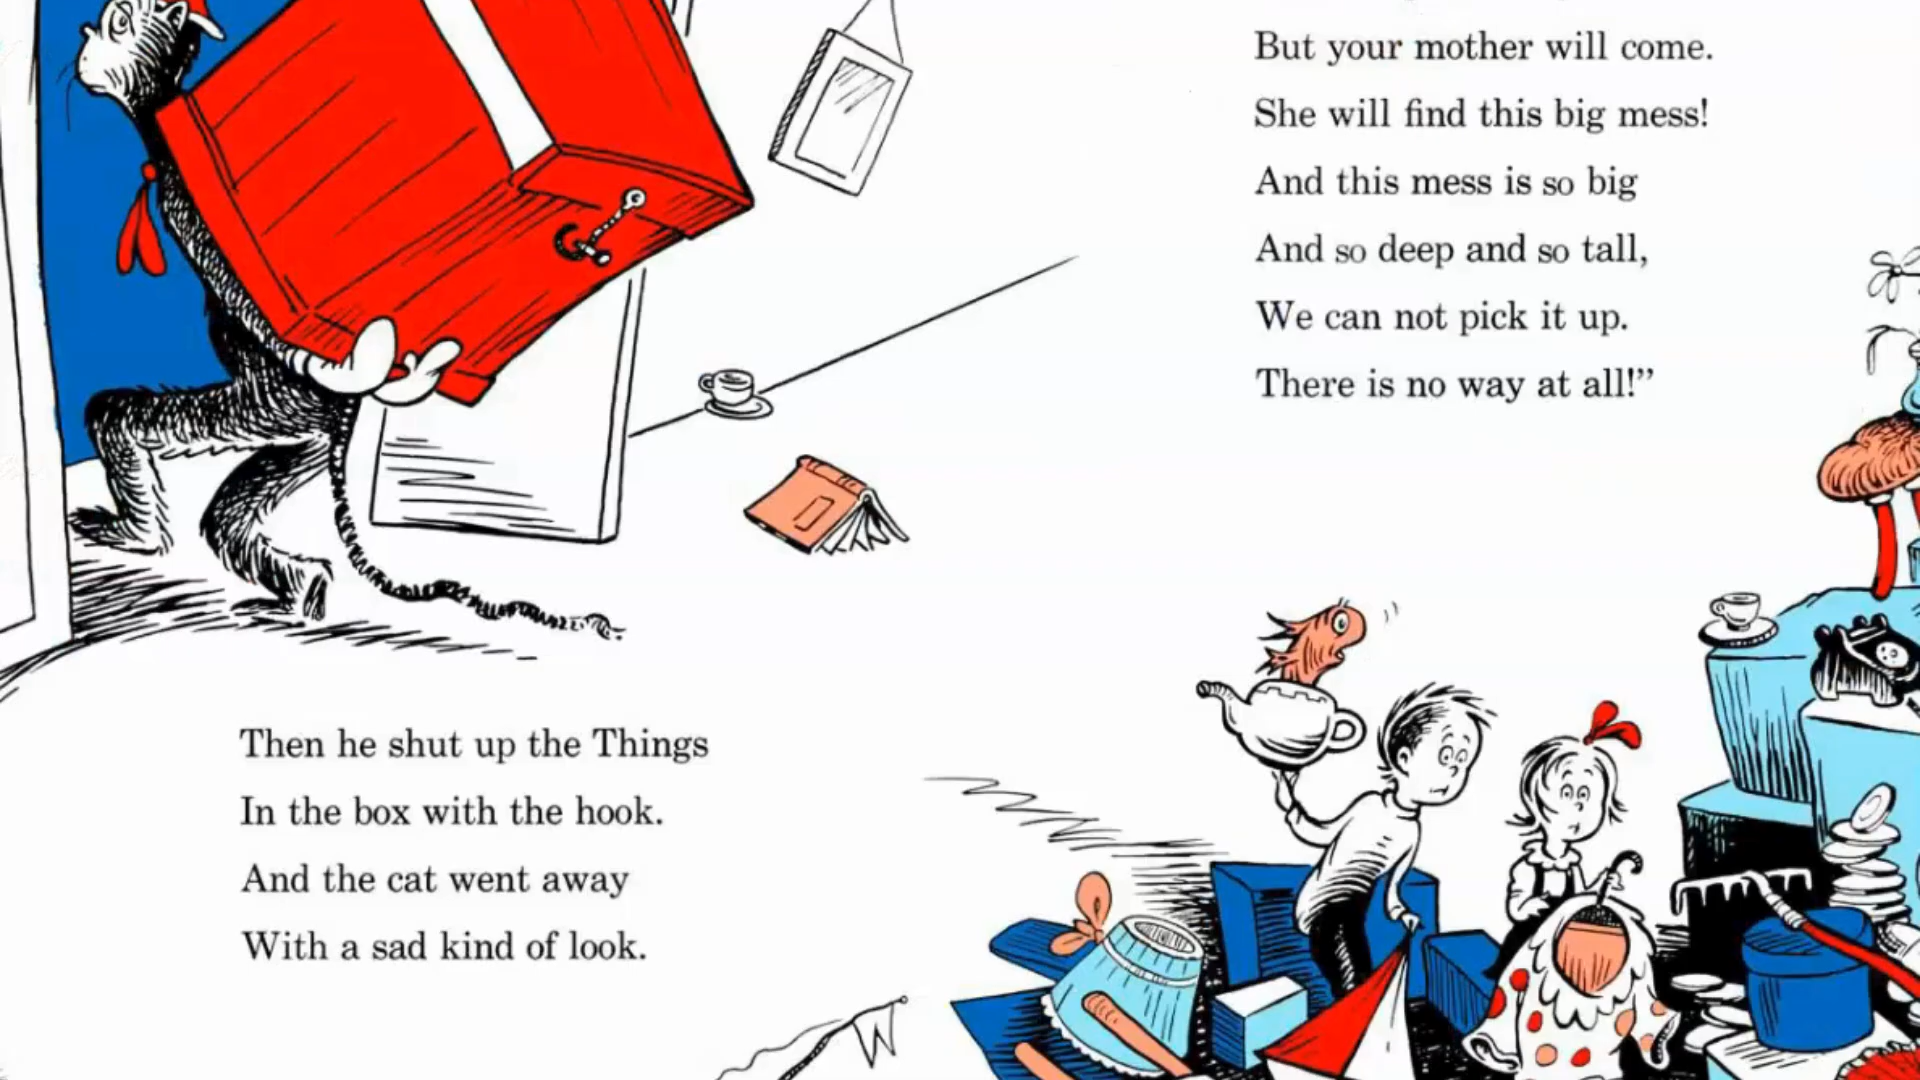 Then he shut up the Things
In the box with the hook.
And the cat went away
With a sad kind of look.
But your mother will come.
She will find this big mess!
And this mess is so big
And so deep and so tall,
We can not pick it up.
There is no way at all!”